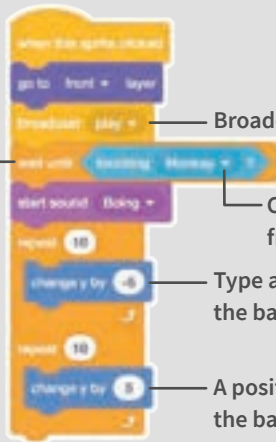 when this sprite clicked
go to front layer
broadcast play
Broad
wait until touching Monkey ?
start sound Boing
C
f
repeat 10
change y by -5
Type a
the ba
repeat 10
change y by 5
A posit
the ba